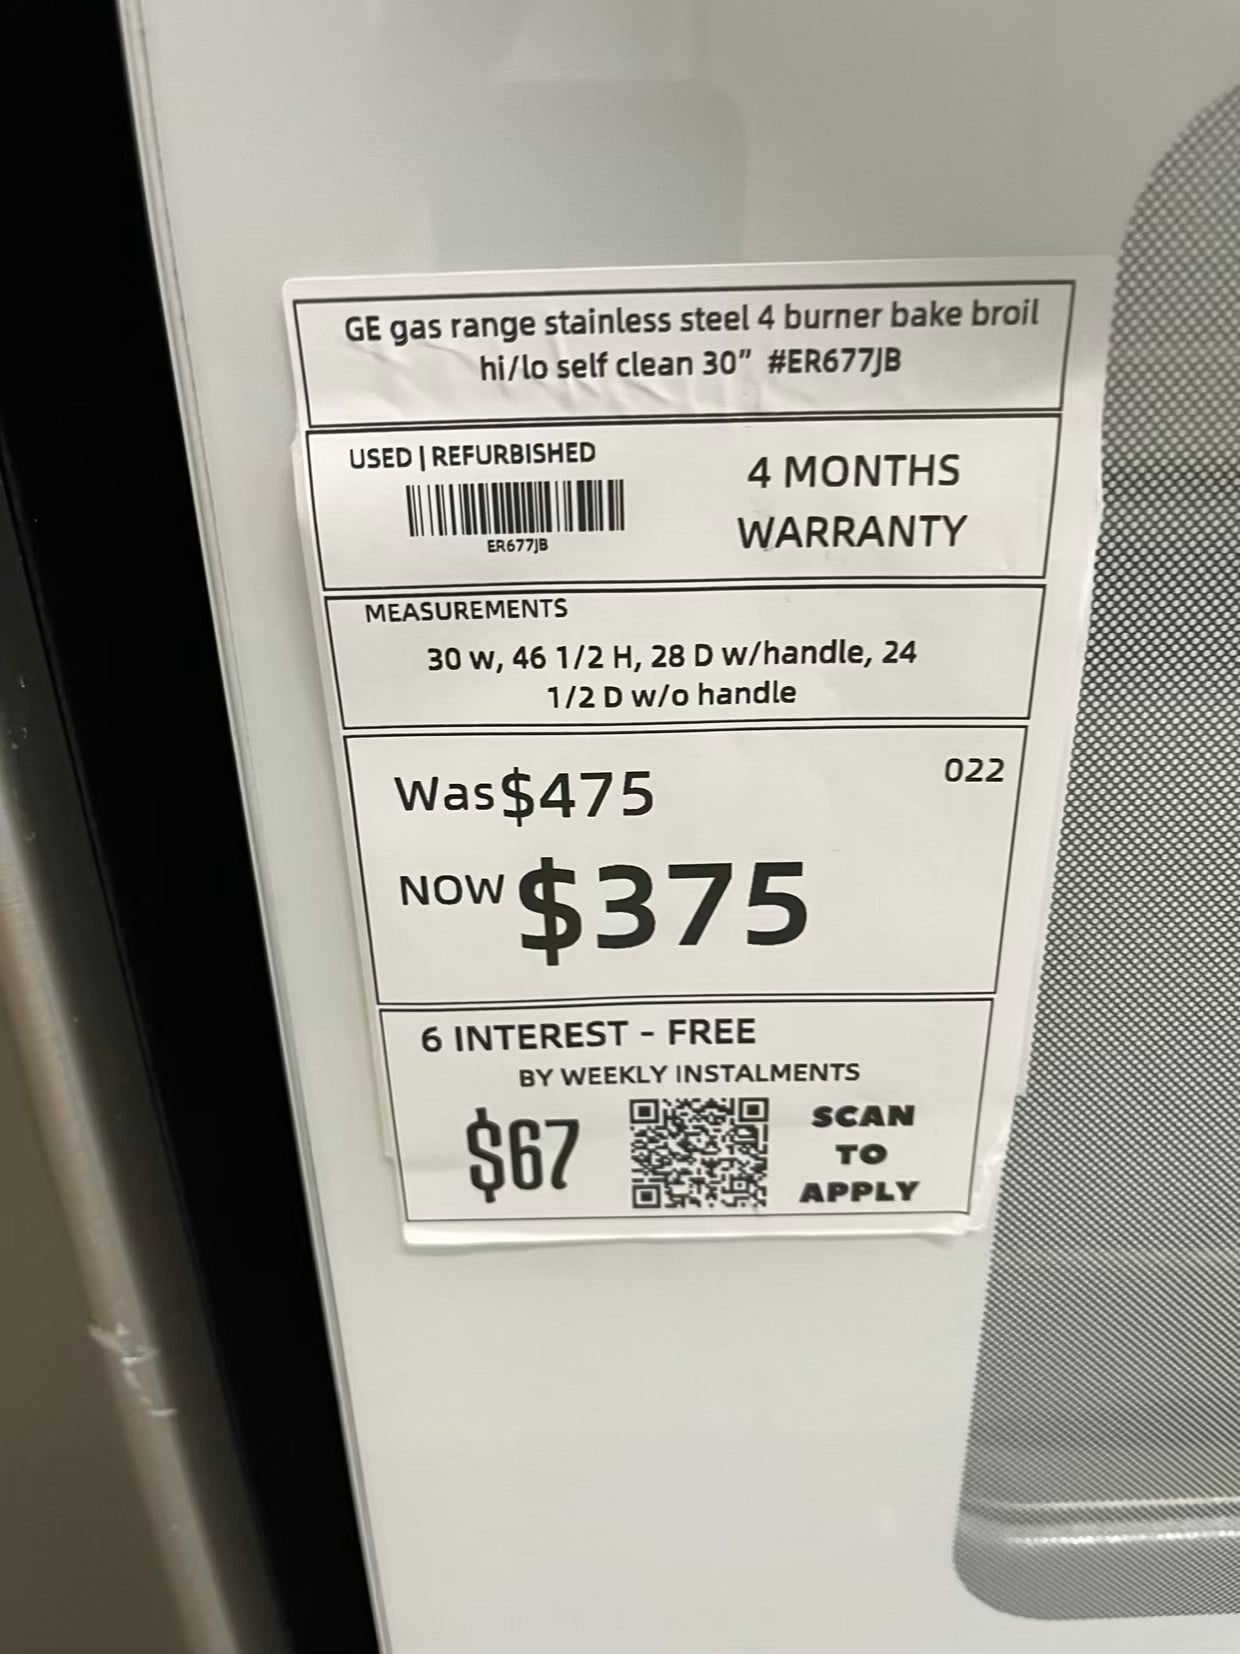 GE gas range stainless steel 4 burner bake broil
hi/lo self clean 30” #ER677JB
USED | REFURBISHED
ER677JB
4 MONTHS
WARRANTY
MEASUREMENTS
30 w, 46 1/2 H, 28 D w/handle, 24
1/2 D w/o handle
Was $475
022
NOW $375
6 INTEREST - FREE
BY WEEKLY INSTALMENTS
$67
SCAN
TO
APPLY